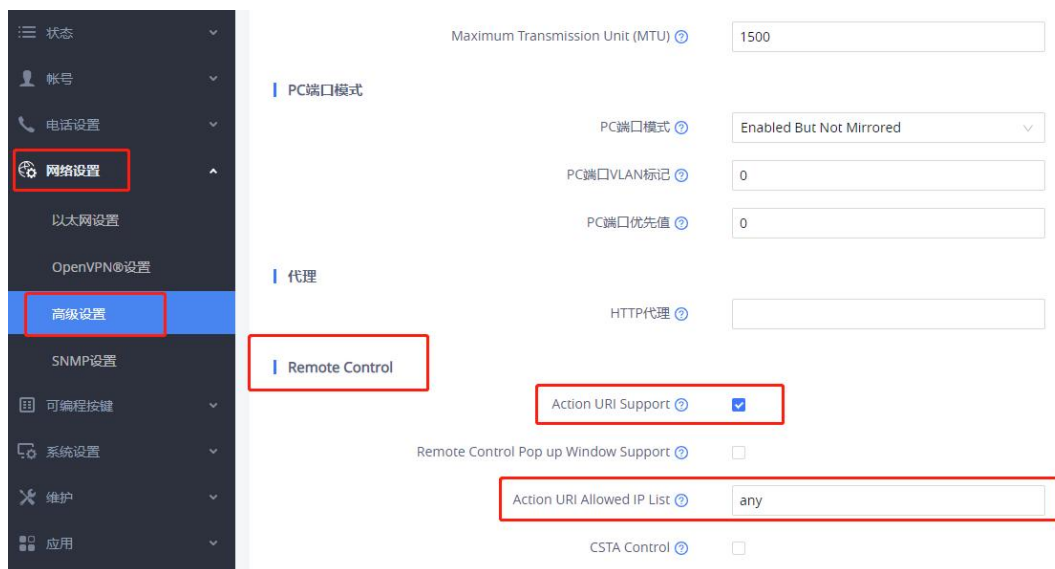 状态
帐号
电话设置
网络设置
以太网设置
OpenVPN®设置
高级设置
SNMP设置
可编程按键
系统设置
维护
应用
Maximum Transmission Unit (MTU) 1500
PC端口模式
PC端口模式 Enabled But Not Mirrored
PC端口VLAN标记 0
PC端口优先值 0
代理
HTTP代理
Remote Control
Action URI Support
Remote Control Pop up Window Support
Action URI Allowed IP List any
CSTA Control